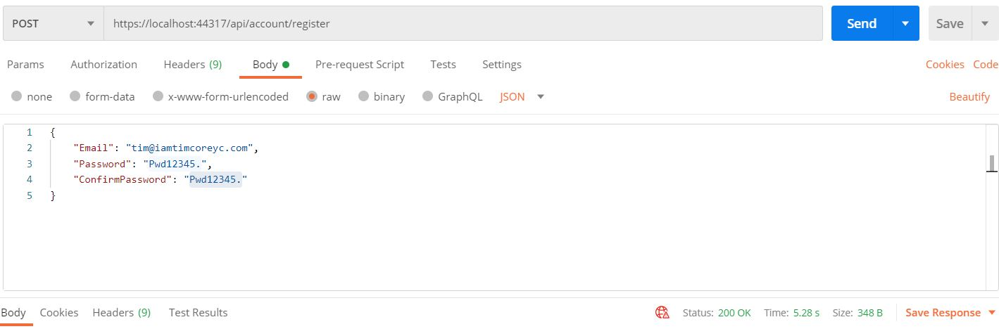 POST https://localhost:44317/api/account/register Send Save
Params Authorization Headers (9) Body Pre-request Script Tests Settings Cookies Code
none form-data x-www-form-urlencoded raw binary GraphQL JSON Beautify
1 {
2 "Email": "tim@iamtimcoreyc.com",
3 "Password": "Pwd12345.",
4 "ConfirmPassword": "Pwd12345."
5 }
Body Cookies Headers (9) Test Results Status: 200 OK Time: 5.28 s Size: 348 B Save Response